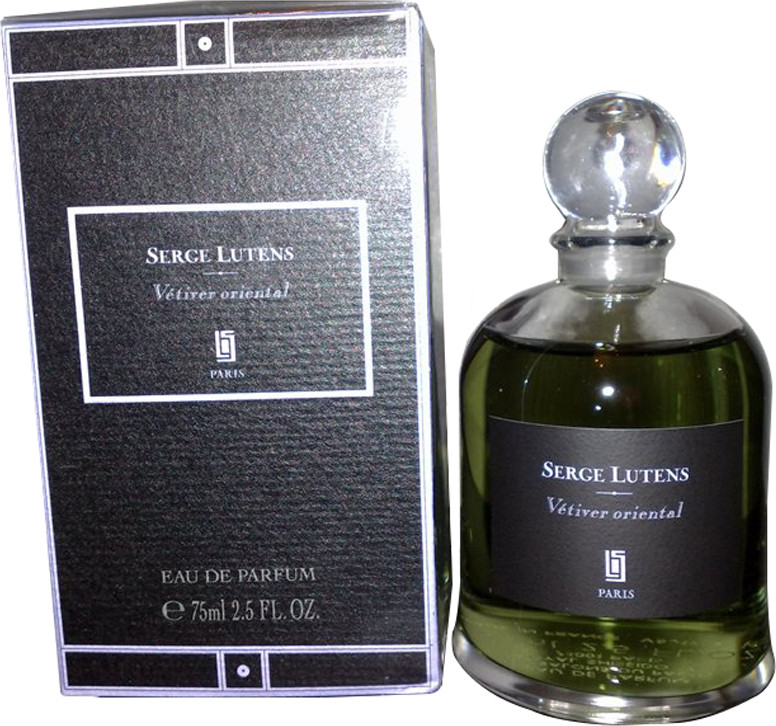 SERGE LUTENS
Vétiver oriental
PARIS
EAU DE PARFUM
℮ 75ml 2.5 FL. OZ.
SERGE LUTENS
Vétiver oriental
PARIS